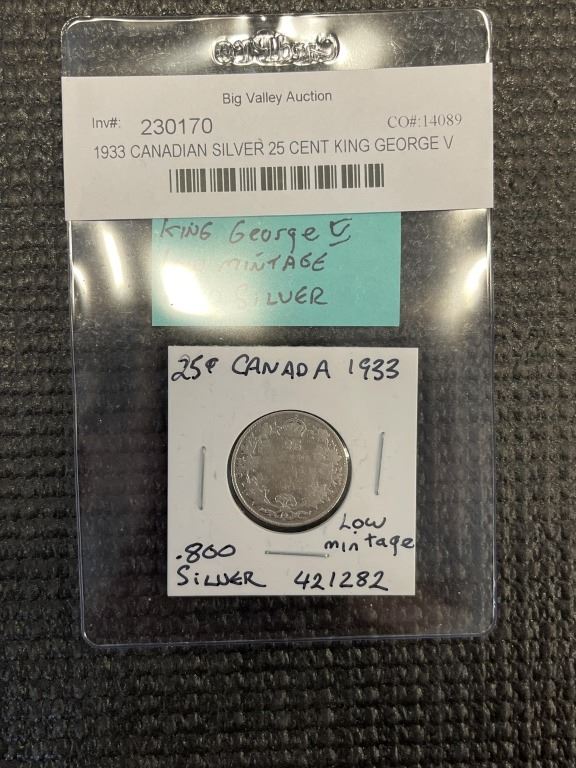 Big Valley Auction
Inv#: 230170 CO#:14089
1933 CANADIAN SILVER 25 CENT KING GEORGE V
KING George V
MINTAGE
SILVER
25¢ CANADA 1933
Low
mintage
.800
SILVER 421282